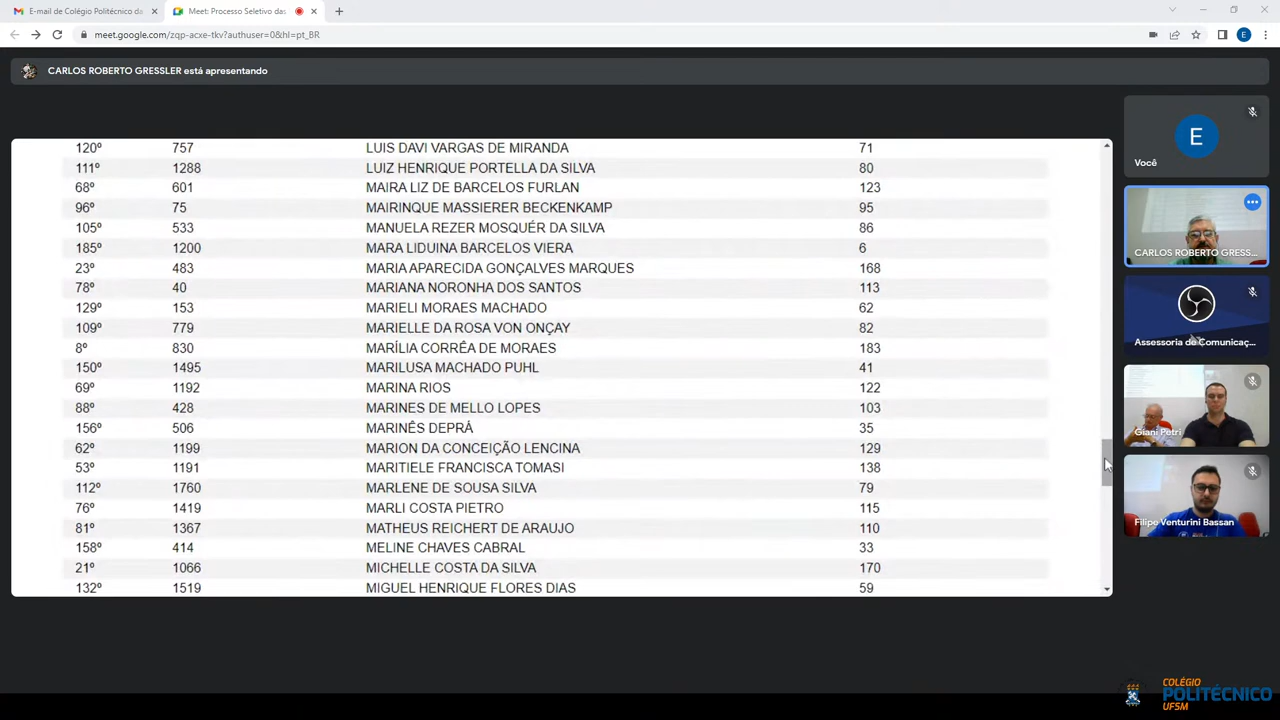 E-mail de Colégio Politécnico da
Meet: Processo Seletivo das
meet.google.com/zqp-acxe-tkv?authuser=0&hl=pt_BR
E
CARLOS ROBERTO GRESSLER está apresentando
120º 757 LUIS DAVI VARGAS DE MIRANDA 71
111º 1288 LUIZ HENRIQUE PORTELLA DA SILVA 80
68º 601 MAIRA LIZ DE BARCELOS FURLAN 123
96º 75 MAIRINQUE MASSIERER BECKENKAMP 95
105º 533 MANUELA REZER MOSQUÉR DA SILVA 86
185º 1200 MARA LIDUINA BARCELOS VIERA 6
23º 483 MARIA APARECIDA GONÇALVES MARQUES 168
78º 40 MARIANA NORONHA DOS SANTOS 113
129º 153 MARIELI MORAES MACHADO 62
109º 779 MARIELLE DA ROSA VON ONÇAY 82
8º 830 MARÍLIA CORRÊA DE MORAES 183
150º 1495 MARILUSA MACHADO PUHL 41
69º 1192 MARINA RIOS 122
88º 428 MARINES DE MELLO LOPES 103
156º 506 MARINÊS DEPRÁ 35
62º 1199 MARION DA CONCEIÇÃO LENCINA 129
53º 1191 MARITIELE FRANCISCA TOMASI 138
112º 1760 MARLENE DE SOUSA SILVA 79
76º 1419 MARLI COSTA PIETRO 115
81º 1367 MATHEUS REICHERT DE ARAUJO 110
158º 414 MELINE CHAVES CABRAL 33
21º 1066 MICHELLE COSTA DA SILVA 170
132º 1519 MIGUEL HENRIQUE FLORES DIAS 59
E
Você
CARLOS ROBERTO GRESS...
Assessoria de Comunicaç...
Giani Petri
Filipe Venturini Bassan
COLÉGIO
POLITÉCNICO
UFSM